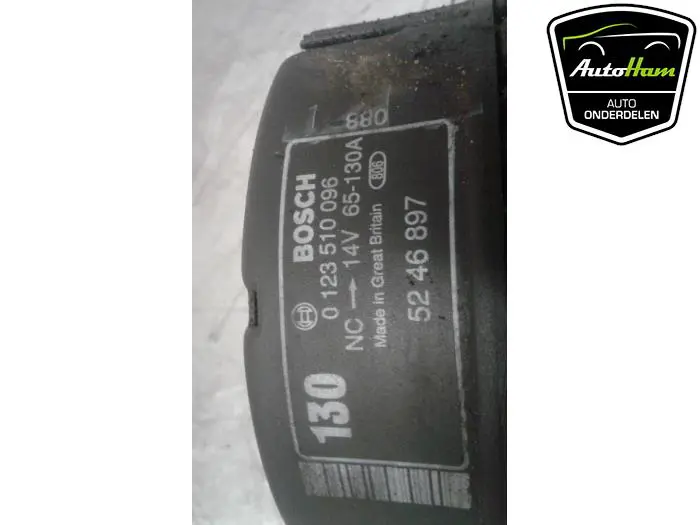 AutoHam
AUTO
ONDERDELEN
1 880
BOSCH
0 123 510 096
NC → 14V 65-130A
Made in Great Britain 806
52 46 897
130